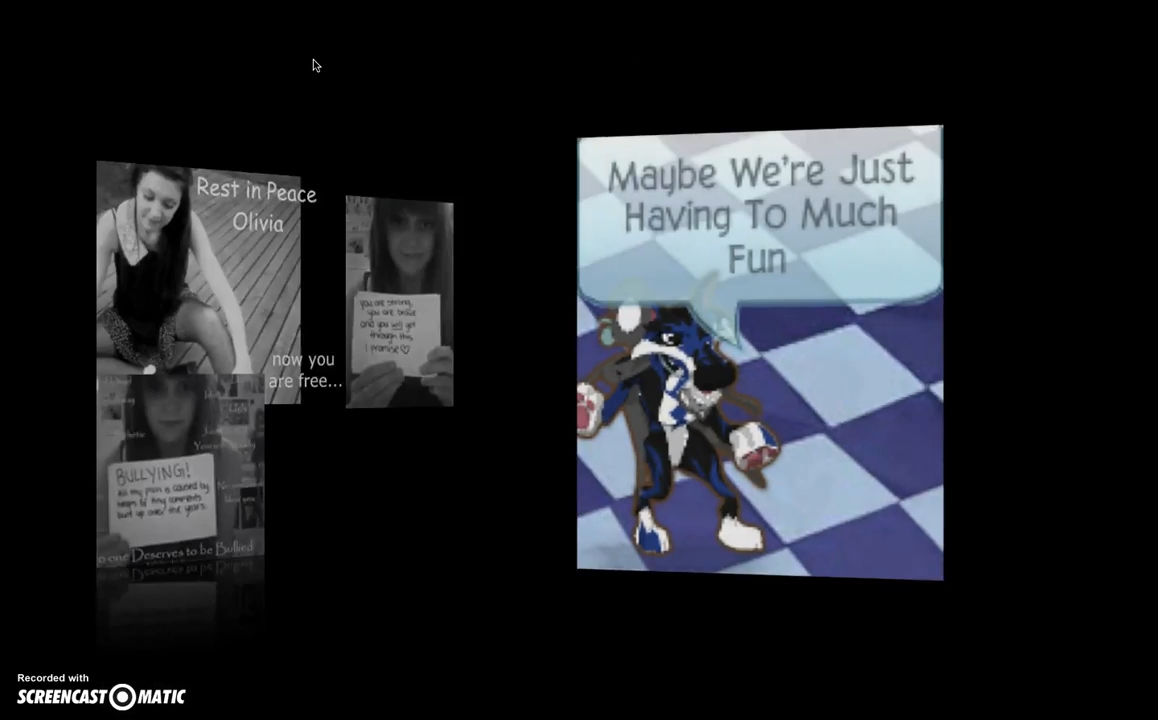 Rest in Peace
Olivia
now you
are free...
you are strong,
you are brave
and you will get
through this,
I promise♡
Maybe We're Just
Having To Much
Fun
BULLYING!
All my pain is caused by
heaps of tiny comments
built up over the years.
o one Deserves to be Bullied
Recorded with
SCREENCAST MATIC